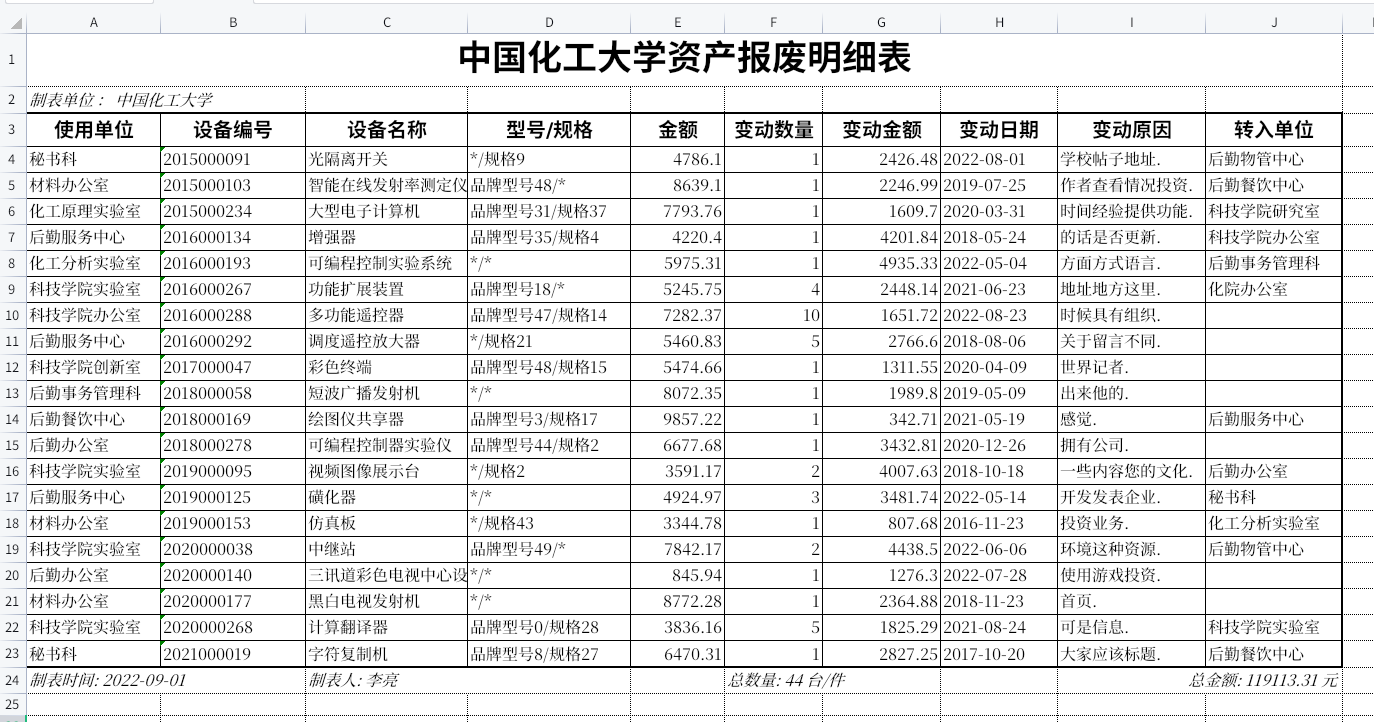 A B C D E F G H I J
1 中国化工大学资产报废明细表
2 制表单位： 中国化工大学
3 使用单位 设备编号 设备名称 型号/规格 金额 变动数量 变动金额 变动日期 变动原因 转入单位
4 秘书科 2015000091 光隔离开关 */规格9 4786.1 1 2426.48 2022-08-01 学校帖子地址. 后勤物管中心
5 材料办公室 2015000103 智能在线发射率测定仪 品牌型号48/* 8639.1 1 2246.99 2019-07-25 作者查看情况投资. 后勤餐饮中心
6 化工原理实验室 2015000234 大型电子计算机 品牌型号31/规格37 7793.76 1 1609.7 2020-03-31 时间经验提供功能. 科技学院研究室
7 后勤服务中心 2016000134 增强器 品牌型号35/规格4 4220.4 1 4201.84 2018-05-24 的话是否更新. 科技学院办公室
8 化工分析实验室 2016000193 可编程控制实验系统 */* 5975.31 1 4935.33 2022-05-04 方面方式语言. 后勤事务管理科
9 科技学院实验室 2016000267 功能扩展装置 品牌型号18/* 5245.75 4 2448.14 2021-06-23 地址地方这里. 化院办公室
10 科技学院办公室 2016000288 多功能遥控器 品牌型号47/规格14 7282.37 10 1651.72 2022-08-23 时候具有组织.
11 后勤服务中心 2016000292 调度遥控放大器 */规格21 5460.83 5 2766.6 2018-08-06 关于留言不同.
12 科技学院创新室 2017000047 彩色终端 品牌型号48/规格15 5474.66 1 1311.55 2020-04-09 世界记者.
13 后勤事务管理科 2018000058 短波广播发射机 */* 8072.35 1 1989.8 2019-05-09 出来他的.
14 后勤餐饮中心 2018000169 绘图仪共享器 品牌型号3/规格17 9857.22 1 342.71 2021-05-19 感觉. 后勤服务中心
15 后勤办公室 2018000278 可编程控制器实验仪 品牌型号44/规格2 6677.68 1 3432.81 2020-12-26 拥有公司.
16 科技学院实验室 2019000095 视频图像展示台 */规格2 3591.17 2 4007.63 2018-10-18 一些内容您的文化. 后勤办公室
17 后勤服务中心 2019000125 磺化器 */* 4924.97 3 3481.74 2022-05-14 开发发表企业. 秘书科
18 材料办公室 2019000153 仿真板 */规格43 3344.78 1 807.68 2016-11-23 投资业务. 化工分析实验室
19 科技学院实验室 2020000038 中继站 品牌型号49/* 7842.17 2 4438.5 2022-06-06 环境这种资源. 后勤物管中心
20 后勤办公室 2020000140 三讯道彩色电视中心设 */* 845.94 1 1276.3 2022-07-28 使用游戏投资.
21 材料办公室 2020000177 黑白电视发射机 */* 8772.28 1 2364.88 2018-11-23 首页.
22 科技学院实验室 2020000268 计算翻译器 品牌型号0/规格28 3836.16 5 1825.29 2021-08-24 可是信息. 科技学院实验室
23 秘书科 2021000019 字符复制机 品牌型号8/规格27 6470.31 1 2827.25 2017-10-20 大家应该标题. 后勤餐饮中心
24 制表时间: 2022-09-01 制表人: 李亮 总数量: 44 台/件 总金额: 119113.31 元
25